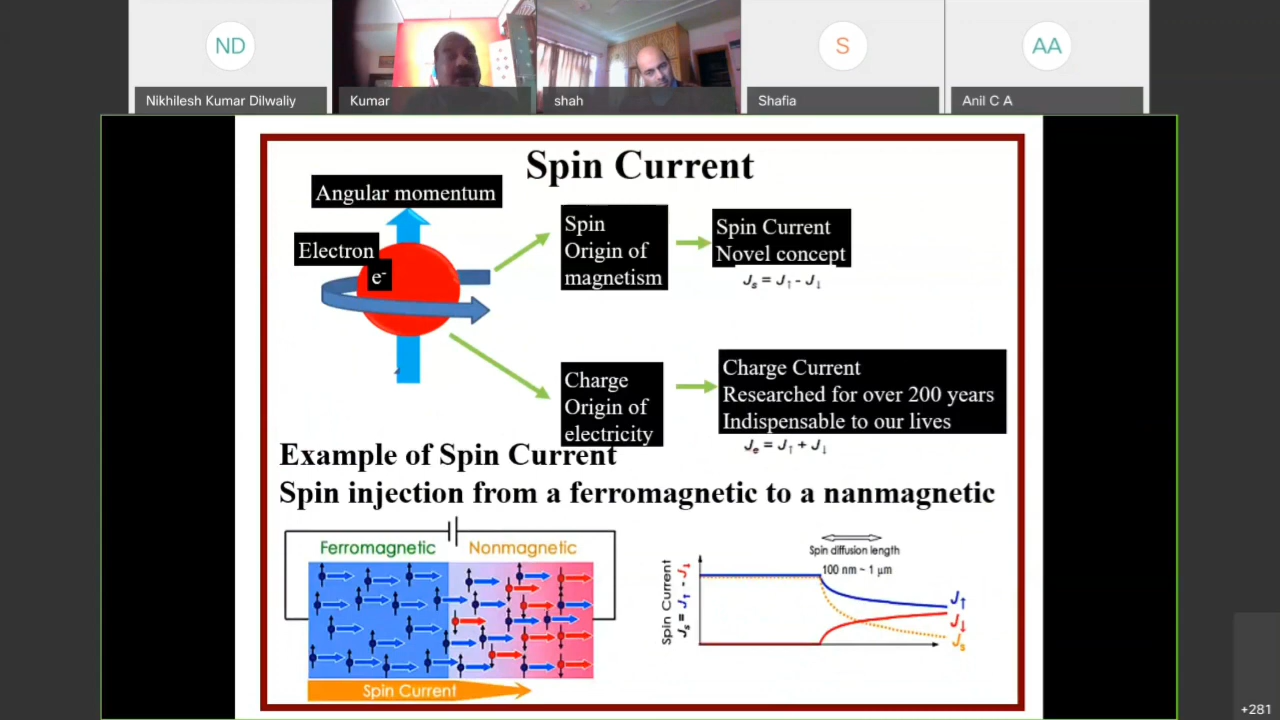 ND
S
AA
Nikhilesh Kumar Dilwaliy
Kumar
shah
Shafia
Anil C A
Spin Current
Angular momentum
Electron
e-
Spin
Origin of
magnetism
Spin Current
Novel concept
Js = J↑ - J↓
Charge
Origin of
electricity
Charge Current
Researched for over 200 years
Indispensable to our lives
Je = J↑ + J↓
Example of Spin Current
Spin injection from a ferromagnetic to a nanmagnetic
Ferromagnetic
Nonmagnetic
Spin Current
Spin diffusion length
100 nm ~ 1 μm
Spin Current
Js = J↑ - J↓
J↑
J↓
Js
+281